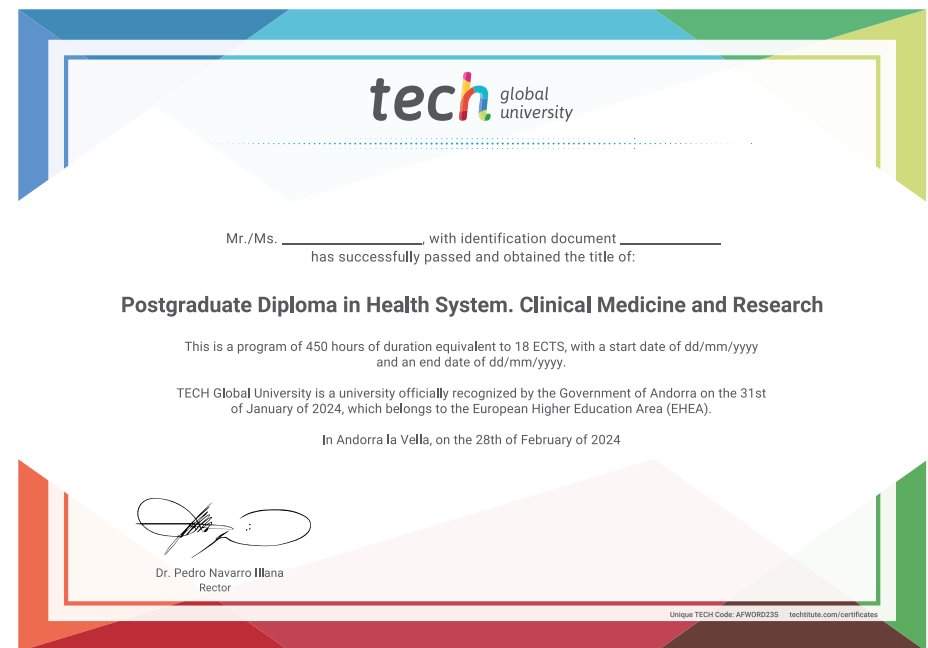 tech global
university
Mr./Ms. ____________, with identification document ____________
has successfully passed and obtained the title of:
Postgraduate Diploma in Health System. Clinical Medicine and Research
This is a program of 450 hours of duration equivalent to 18 ECTS, with a start date of dd/mm/yyyy
and an end date of dd/mm/yyyy.
TECH Global University is a university officially recognized by the Government of Andorra on the 31st
of January of 2024, which belongs to the European Higher Education Area (EHEA).
In Andorra la Vella, on the 28th of February of 2024
Dr. Pedro Navarro Illana
Rector
Unique TECH Code: AFWORD23S techtitute.com/certificates